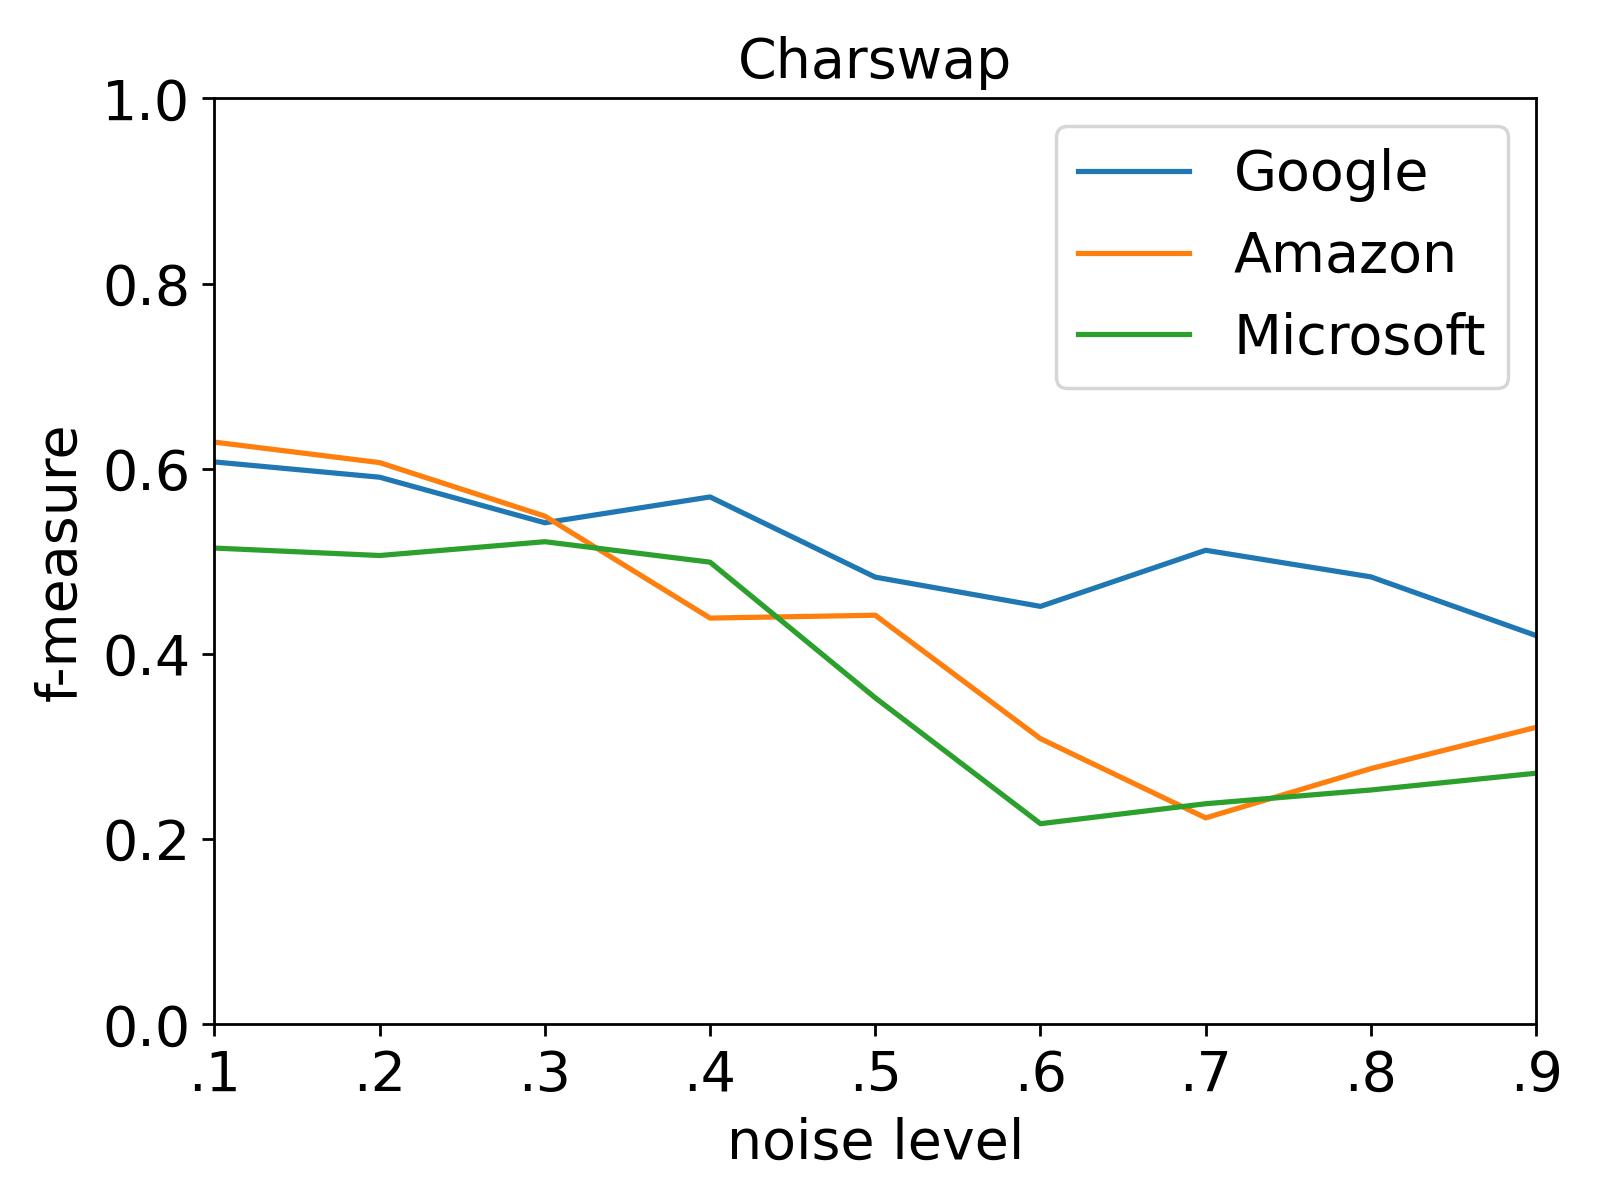 Charswap
1.0
0.8
0.6
0.4
0.2
0.0
f-measure
Google
Amazon
Microsoft
.1 .2 .3 .4 .5 .6 .7 .8 .9
noise level